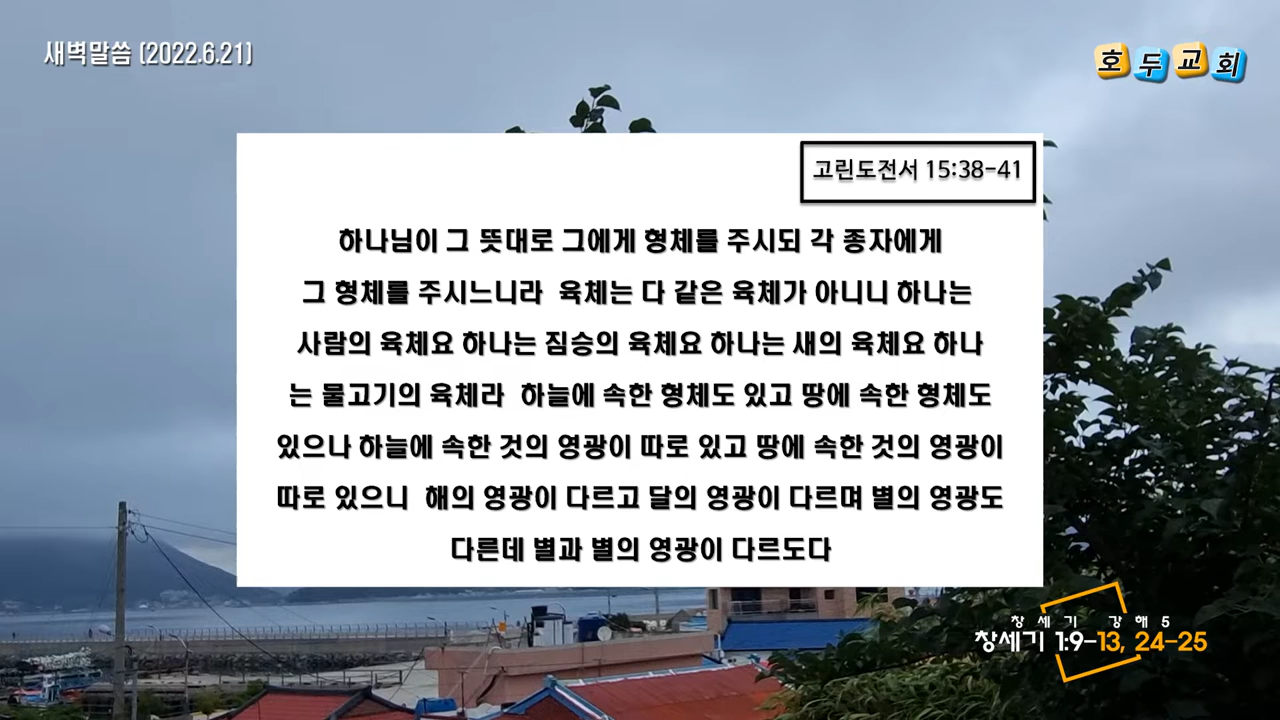 새벽말씀 (2022.6.21)
호두교회
고린도전서 15:38-41
하나님이 그 뜻대로 그에게 형체를 주시되 각 종자에게
그 형체를 주시느니라 육체는 다 같은 육체가 아니니 하나는
사람의 육체요 하나는 짐승의 육체요 하나는 새의 육체요 하나
는 물고기의 육체라 하늘에 속한 형체도 있고 땅에 속한 형체도
있으나 하늘에 속한 것의 영광이 따로 있고 땅에 속한 것의 영광이
따로 있으니 해의 영광이 다르고 달의 영광이 다르며 별의 영광도
다른데 별과 별의 영광이 다르도다
창세기 강해5
창세기 1:9-13, 24-25